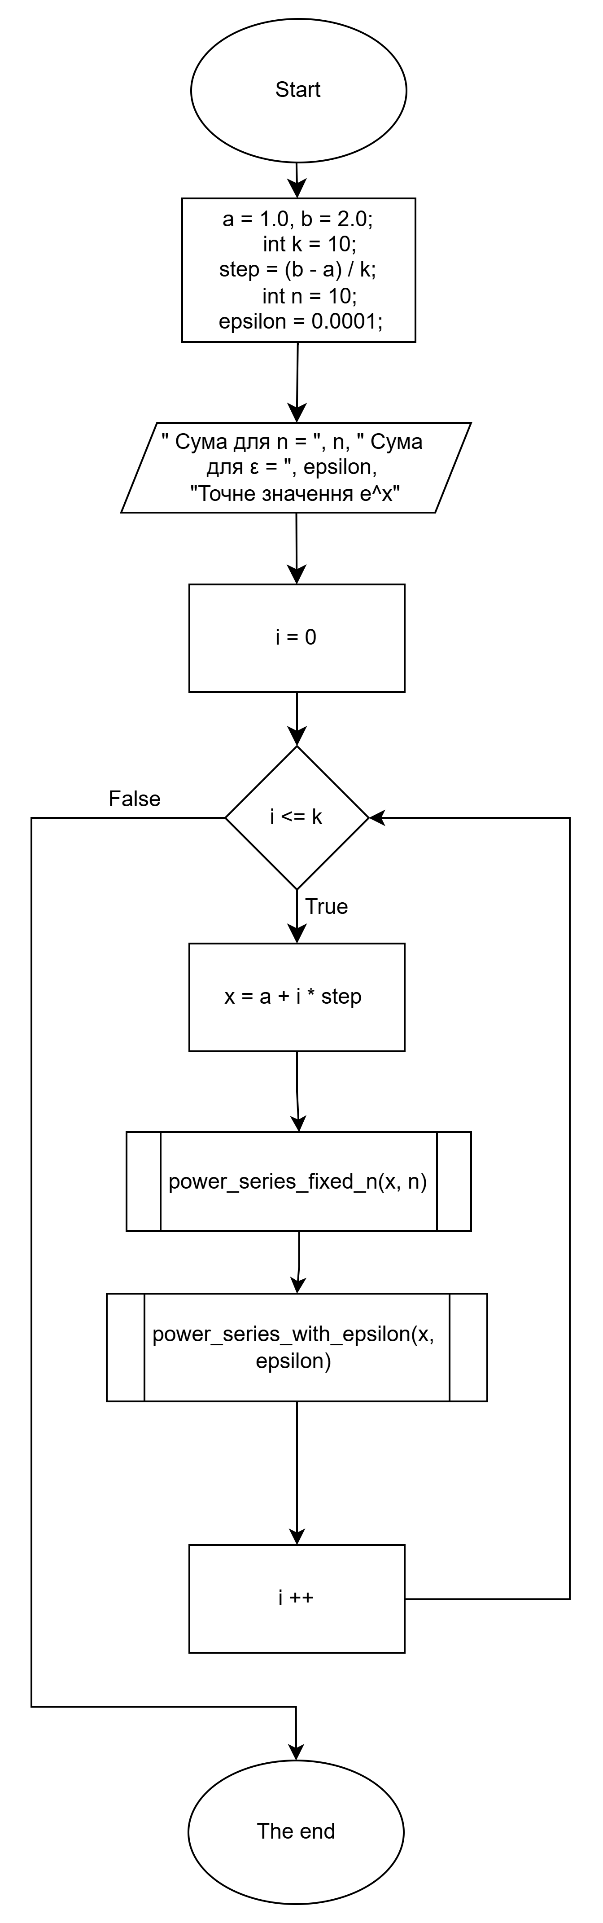 Start
a = 1.0, b = 2.0;
int k = 10;
step = (b - a) / k;
int n = 10;
epsilon = 0.0001;
" Сума для n = ", n, " Сума
для ε = ", epsilon,
"Точне значення e^x"
i = 0
i <= k
False
True
x = a + i * step
power_series_fixed_n(x, n)
power_series_with_epsilon(x,
epsilon)
i ++
The end